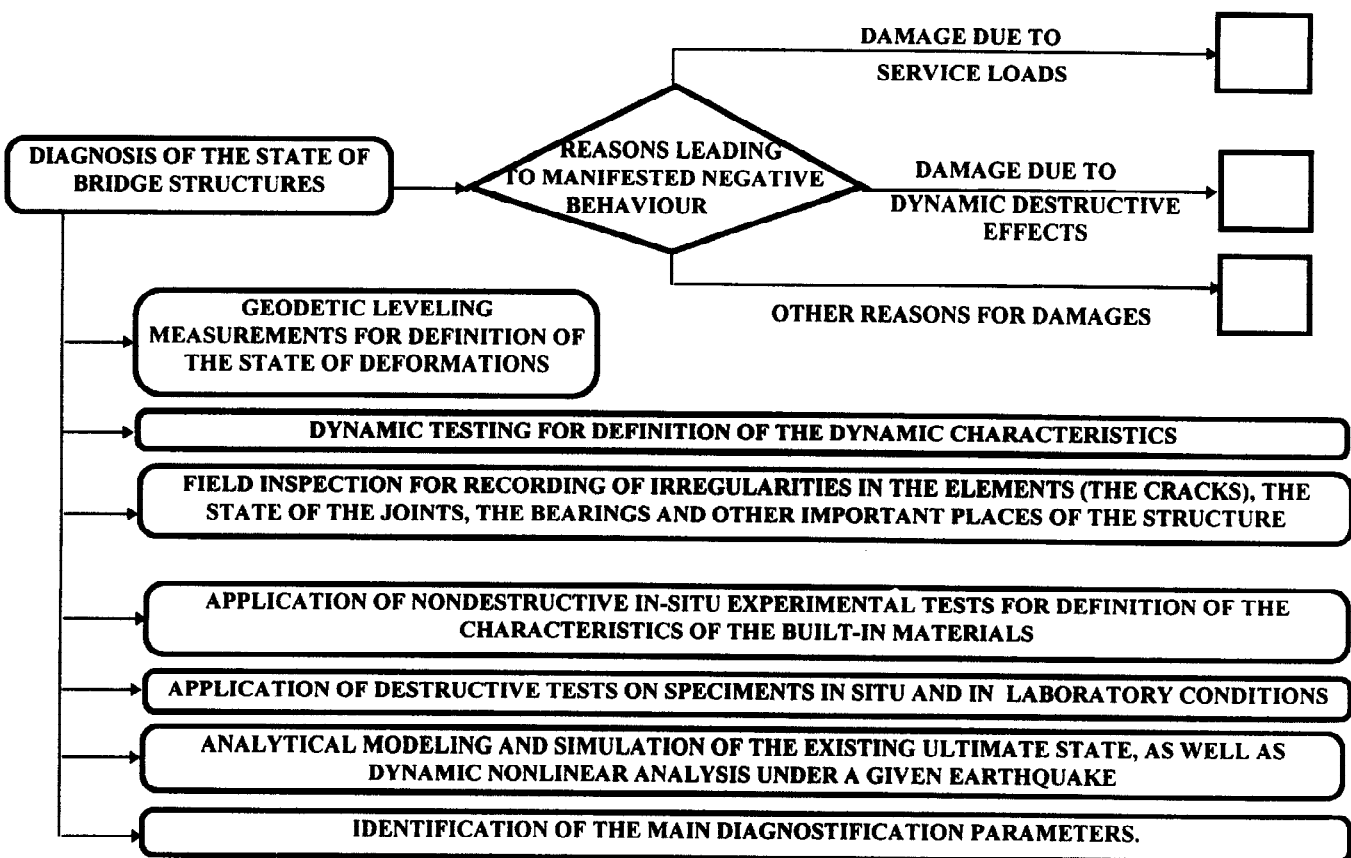 DAMAGE DUE TO
SERVICE LOADS
DIAGNOSIS OF THE STATE OF
BRIDGE STRUCTURES
REASONS LEADING
TO MANIFESTED NEGATIVE
BEHAVIOUR
DAMAGE DUE TO
DYNAMIC DESTRUCTIVE
EFFECTS
OTHER REASONS FOR DAMAGES
GEODETIC LEVELING
MEASUREMENTS FOR DEFINITION OF
THE STATE OF DEFORMATIONS
DYNAMIC TESTING FOR DEFINITION OF THE DYNAMIC CHARACTERISTICS
FIELD INSPECTION FOR RECORDING OF IRREGULARITIES IN THE ELEMENTS (THE CRACKS), THE
STATE OF THE JOINTS, THE BEARINGS AND OTHER IMPORTANT PLACES OF THE STRUCTURE
APPLICATION OF NONDESTRUCTIVE IN-SITU EXPERIMENTAL TESTS FOR DEFINITION OF THE
CHARACTERISTICS OF THE BUILT-IN MATERIALS
APPLICATION OF DESTRUCTIVE TESTS ON SPECIMENTS IN SITU AND IN LABORATORY CONDITIONS
ANALYTICAL MODELING AND SIMULATION OF THE EXISTING ULTIMATE STATE, AS WELL AS
DYNAMIC NONLINEAR ANALYSIS UNDER A GIVEN EARTHQUAKE
IDENTIFICATION OF THE MAIN DIAGNOSTIFICATION PARAMETERS.